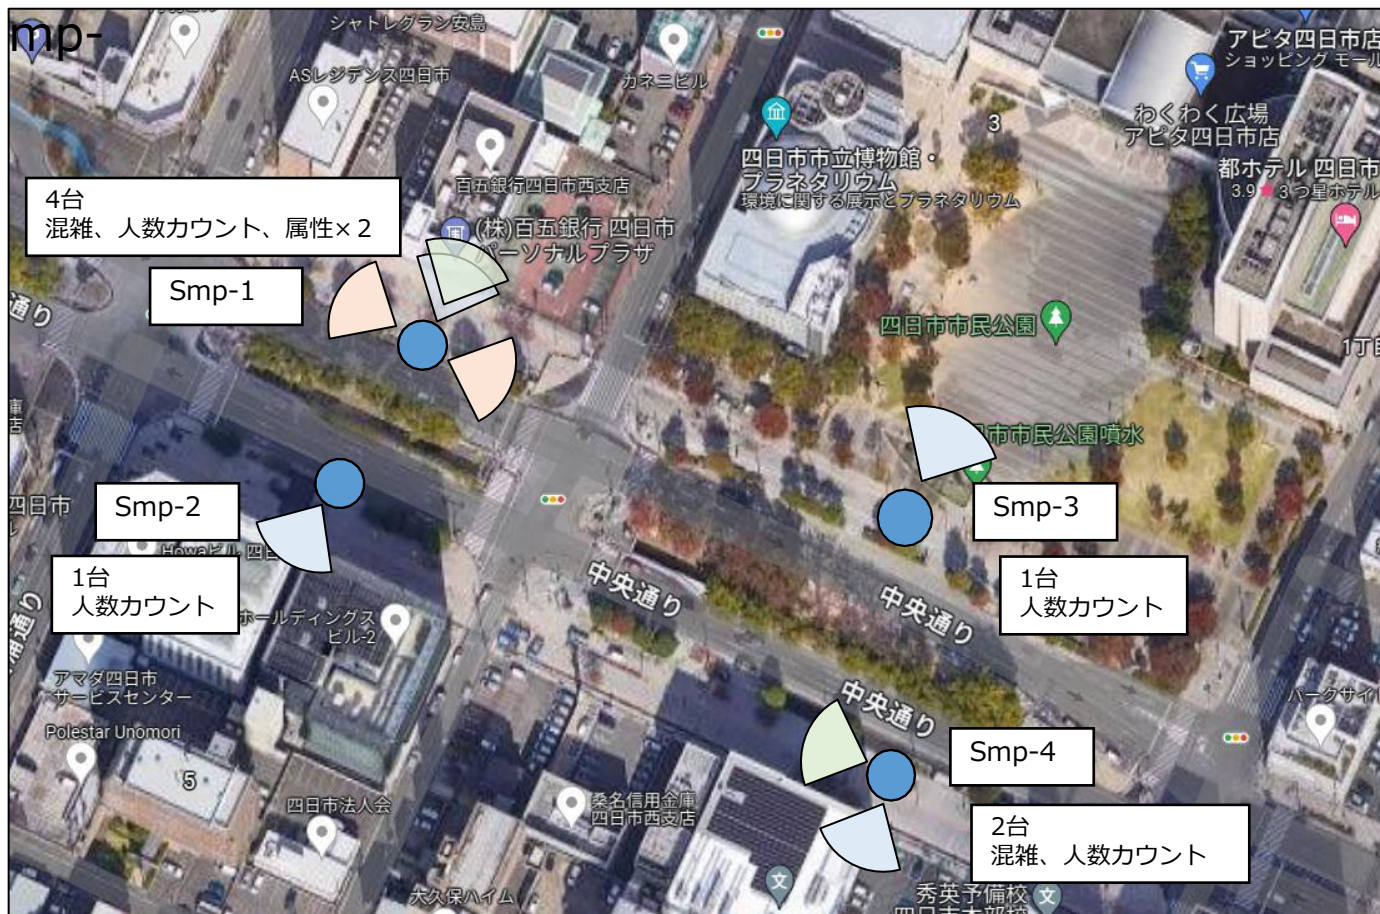 mp-
シャトレグラン安島
ASレジデンス四日市
カネニビル
アピタ四日市店
ショッピング モール
わくわく広場
アピタ四日市店
3
四日市市立博物館・
プラネタリウム
環境に関する展示とプラネタリウム
都ホテル 四日市
3.9★3 つ星ホテル
百五銀行四日市西支店
(株)百五銀行 四日市
パーソナルプラザ
4台
混雑、人数カウント、属性×２
Smp-1
通り
四日市市民公園
1丁目
市市民公園噴水
Smp-2
Smp-3
四日市
Howaビル 四日
1台
人数カウント
1台
人数カウント
中央通り
中央通り
ホールディングス
ビル-2
アマダ四日市
サービスセンター
中央通り
パークサイド
Polestar Unomori
Smp-4
5
四日市法人会
桑名信用金庫
四日市西支店
2台
混雑、人数カウント
大久保ハイム
文
秀英予備校
文